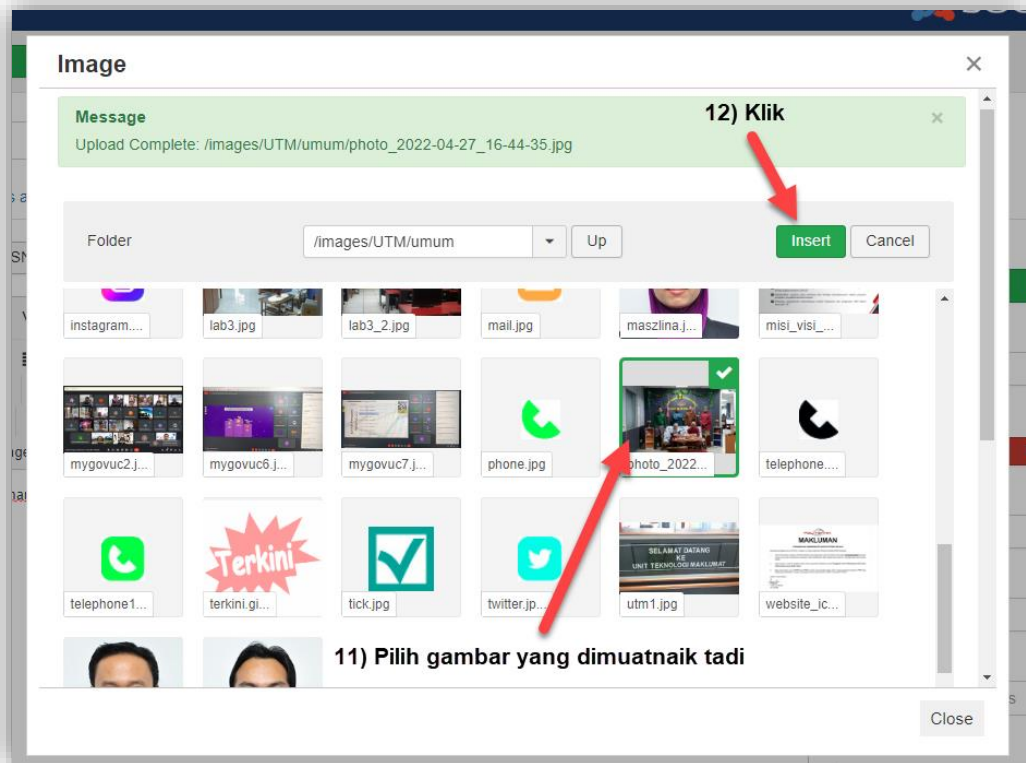 Image
×
Message
12) Klik
×
Upload Complete: /images/UTM/umum/photo_2022-04-27_16-44-35.jpg
Folder
/images/UTM/umum
Up
Insert
Cancel
instagram....
lab3.jpg
lab3_2.jpg
mail.jpg
maszlina.j...
misi_visi_...
mygovuc2.j...
mygovuc6.j...
mygovuc7.j...
phone.jpg
photo_2022...
telephone....
Terkini
SELAMAT DATANG
KE
UNIT TEKNOLOGI MAKLUMAT
MAKLUMAN
telephone1...
terkini.gi...
tick.jpg
twitter.jp...
utm1.jpg
website_ic...
11) Pilih gambar yang dimuatnaik tadi
Close